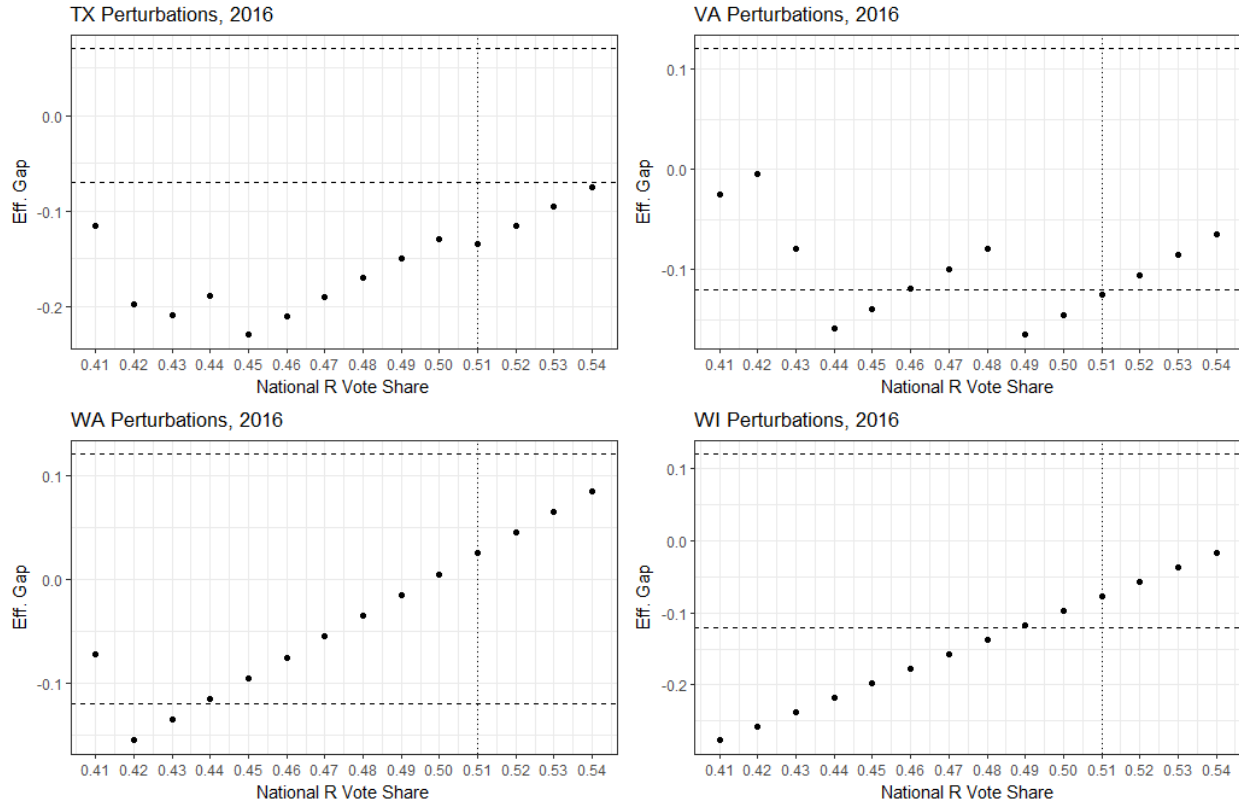 TX Perturbations, 2016
Eff. Gap
0.0
-0.1
-0.2
0.41 0.42 0.43 0.44 0.45 0.46 0.47 0.48 0.49 0.50 0.51 0.52 0.53 0.54
National R Vote Share
VA Perturbations, 2016
Eff. Gap
0.1
0.0
-0.1
0.41 0.42 0.43 0.44 0.45 0.46 0.47 0.48 0.49 0.50 0.51 0.52 0.53 0.54
National R Vote Share
WA Perturbations, 2016
Eff. Gap
0.1
0.0
-0.1
0.41 0.42 0.43 0.44 0.45 0.46 0.47 0.48 0.49 0.50 0.51 0.52 0.53 0.54
National R Vote Share
WI Perturbations, 2016
Eff. Gap
0.1
0.0
-0.1
-0.2
0.41 0.42 0.43 0.44 0.45 0.46 0.47 0.48 0.49 0.50 0.51 0.52 0.53 0.54
National R Vote Share